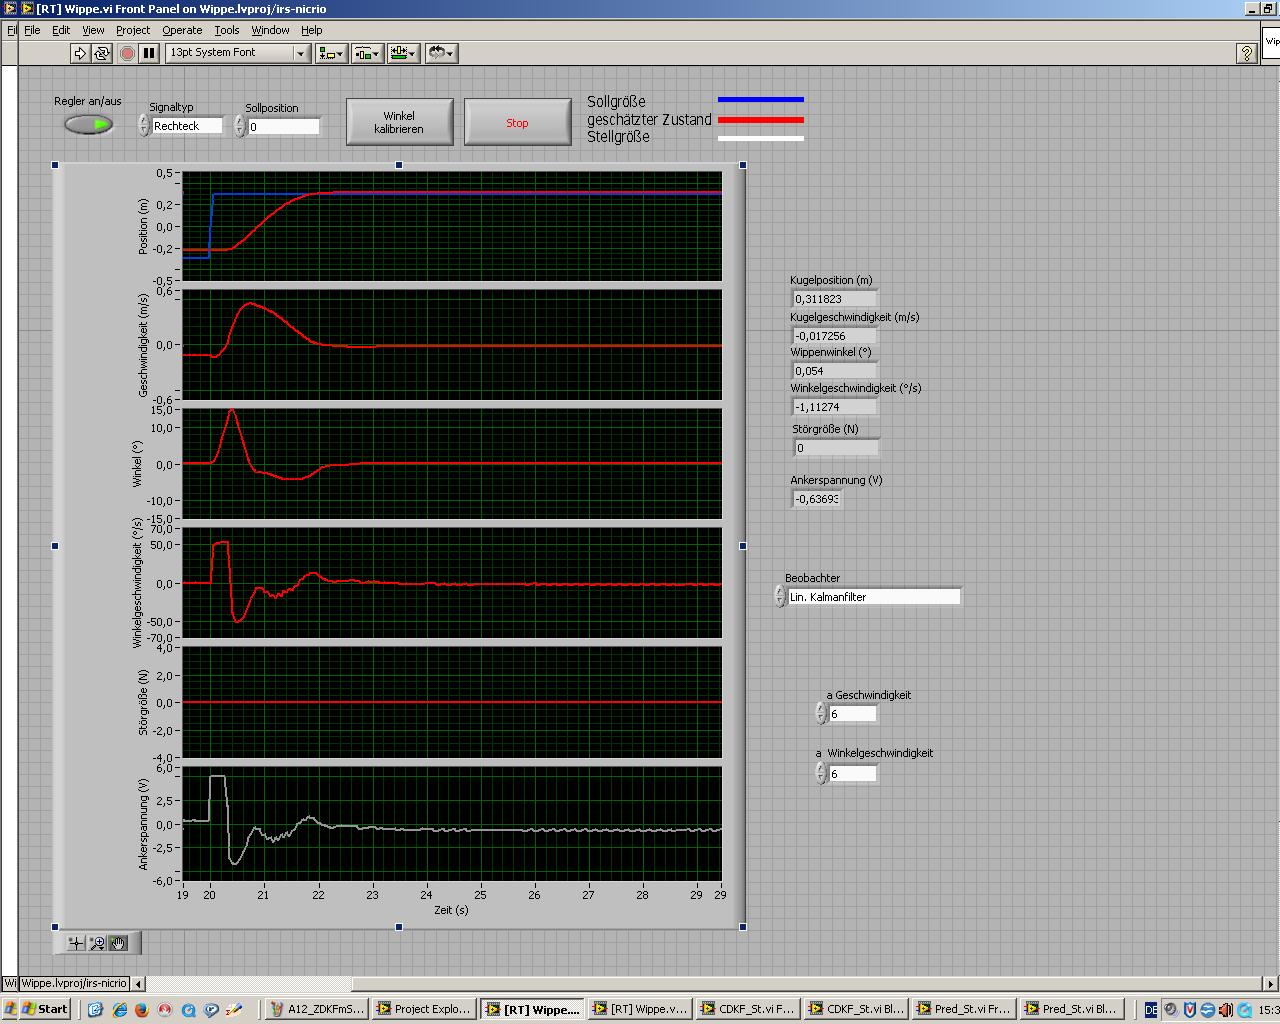 [RT] Wippe.vi Front Panel on Wippe.lvproj/irs-nicrio
Fil File Edit View Project Operate Tools Window Help
13pt System Font
?
Wip
Regler an/aus
Signaltyp
Rechteck
Sollposition
0
Winkel
kalibrieren
Stop
Sollgröße
geschätzter Zustand
Stellgröße
Position (m)
0,5
0,2
0,0
-0,2
-0,5
Geschwindigkeit (m/s)
0,6
0,0
-0,6
Winkel (°)
15,0
10,0
0,0
-10,0
-15,0
Winkelgeschwindigkeit (°/s)
70,0
50,0
0,0
-50,0
-70,0
Störgröße (N)
4,0
2,0
0,0
-2,0
-4,0
Ankerspannung (V)
6,0
2,5
0,0
-2,5
-6,0
19 20 21 22 23 24 25 26 27 28 29 29
Zeit (s)
Kugelposition (m)
0,311823
Kugelgeschwindigkeit (m/s)
-0,017256
Wippenwinkel (°)
0,054
Winkelgeschwindigkeit (°/s)
-1,11274
Störgröße (N)
0
Ankerspannung (V)
-0,63693
Beobachter
Lin. Kalmanfilter
a Geschwindigkeit
6
a Winkelgeschwindigkeit
6
Wi Wippe.lvproj/irs-nicrio
Start
A12_ZDKFmS...
Project Explo...
[RT] Wippe....
[RT] Wippe.v...
CDKF_St.vi F...
CDKF_St.vi Bl...
Pred_St.vi Fr...
Pred_St.vi Bl...
DE
15:3